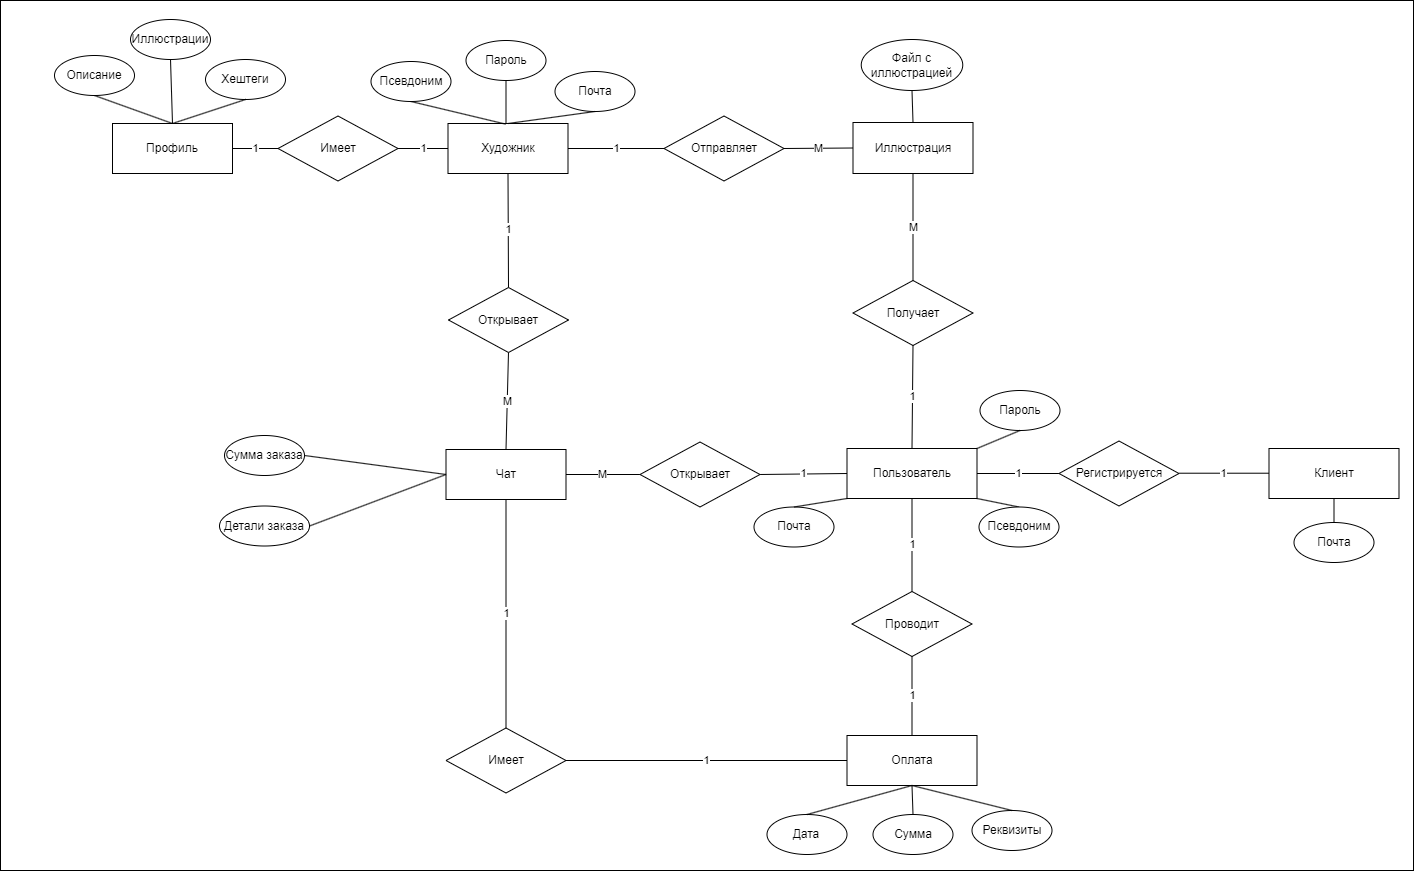 Иллюстрации
Описание
Хештеги
Псевдоним
Пароль
Почта
Файл с
иллюстрацией
Профиль
1
Имеет
1
Художник
1
Отправляет
M
Иллюстрация
1
M
Открывает
Получает
M
1
Пароль
Сумма заказа
Детали заказа
Чат
M
Открывает
1
Пользователь
1
Регистрируется
1
Клиент
Почта
Псевдоним
Почта
1
1
Проводит
1
Имеет
1
Оплата
Дата
Сумма
Реквизиты